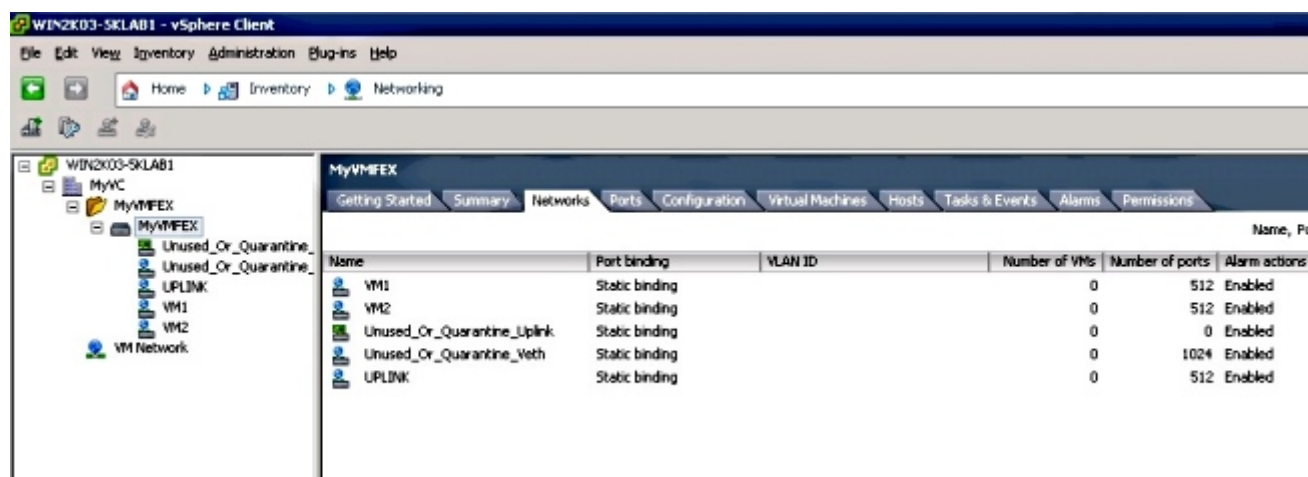 WIN2K03-SKLAB1 - vSphere Client
File Edit View Inventory Administration Plug-ins Help
Home Inventory Networking
WIN2K03-SKLAB1
MyVC
MyVMFEX
MyVMFEX
Unused_Or_Quarantine_
Unused_Or_Quarantine_
UPLINK
VM1
VM2
VM Network
MyVMFEX
Getting Started Summary Networks Ports Configuration Virtual Machines Hosts Tasks & Events Alarms Permissions
Name, Po
Name Port binding VLAN ID Number of VMs Number of ports Alarm actions
VM1 Static binding 0 512 Enabled
VM2 Static binding 0 512 Enabled
Unused_Or_Quarantine_Uplink Static binding 0 0 Enabled
Unused_Or_Quarantine_Veth Static binding 0 1024 Enabled
UPLINK Static binding 0 512 Enabled